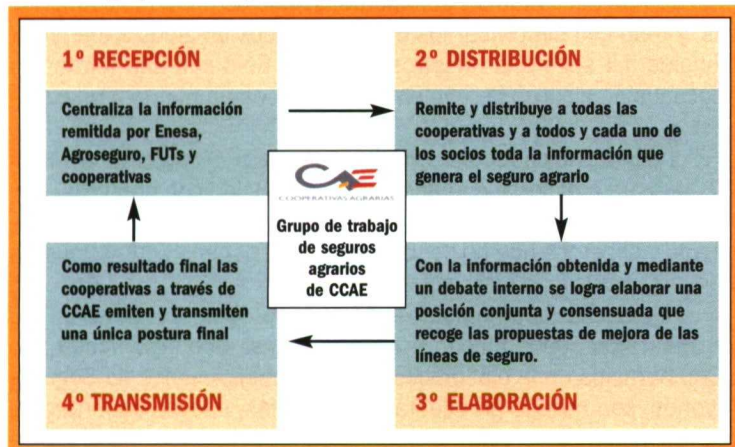 1º RECEPCIÓN
Centraliza la información
remitida por Enesa,
Agroseguro, FUTs y
cooperativas
2º DISTRIBUCIÓN
Remite y distribuye a todas las
cooperativas y a todos y cada uno de
los socios toda la información que
genera el seguro agrario
CAE
COOPERATIVAS AGRARIAS
Grupo de trabajo
de seguros
agrarios
de CCAE
Con la información obtenida y mediante
un debate interno se logra elaborar una
posición conjunta y consensuada que
recoge las propuestas de mejora de las
líneas de seguro.
3º ELABORACIÓN
Como resultado final las
cooperativas a través de
CCAE emiten y transmiten
una única postura final
4º TRANSMISIÓN